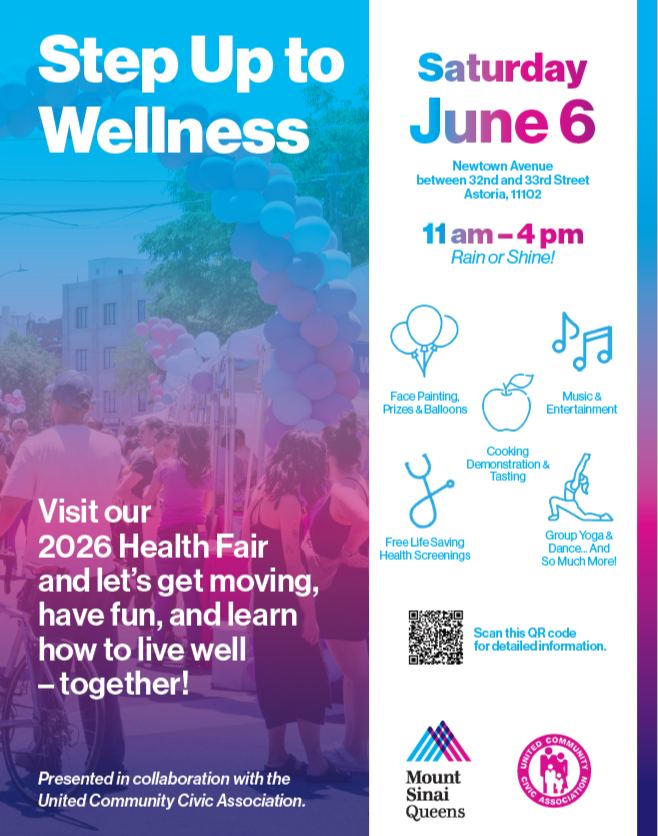 Step Up to
Wellness
Visit our
2026 Health Fair
and let's get moving,
have fun, and learn
how to live well
– together!
Presented in collaboration with the
United Community Civic Association.
Saturday
June 6
Newtown Avenue
between 32nd and 33rd Street
Astoria, 11102
11 am – 4 pm
Rain or Shine!
Face Painting,
Prizes & Balloons
Music &
Entertainment
Cooking
Demonstration &
Tasting
Free Life Saving
Health Screenings
Group Yoga &
Dance... And
So Much More!
Scan this QR code
for detailed information.
Mount
Sinai
Queens
UNITED COMMUNITY
CIVIC ASSOCIATION